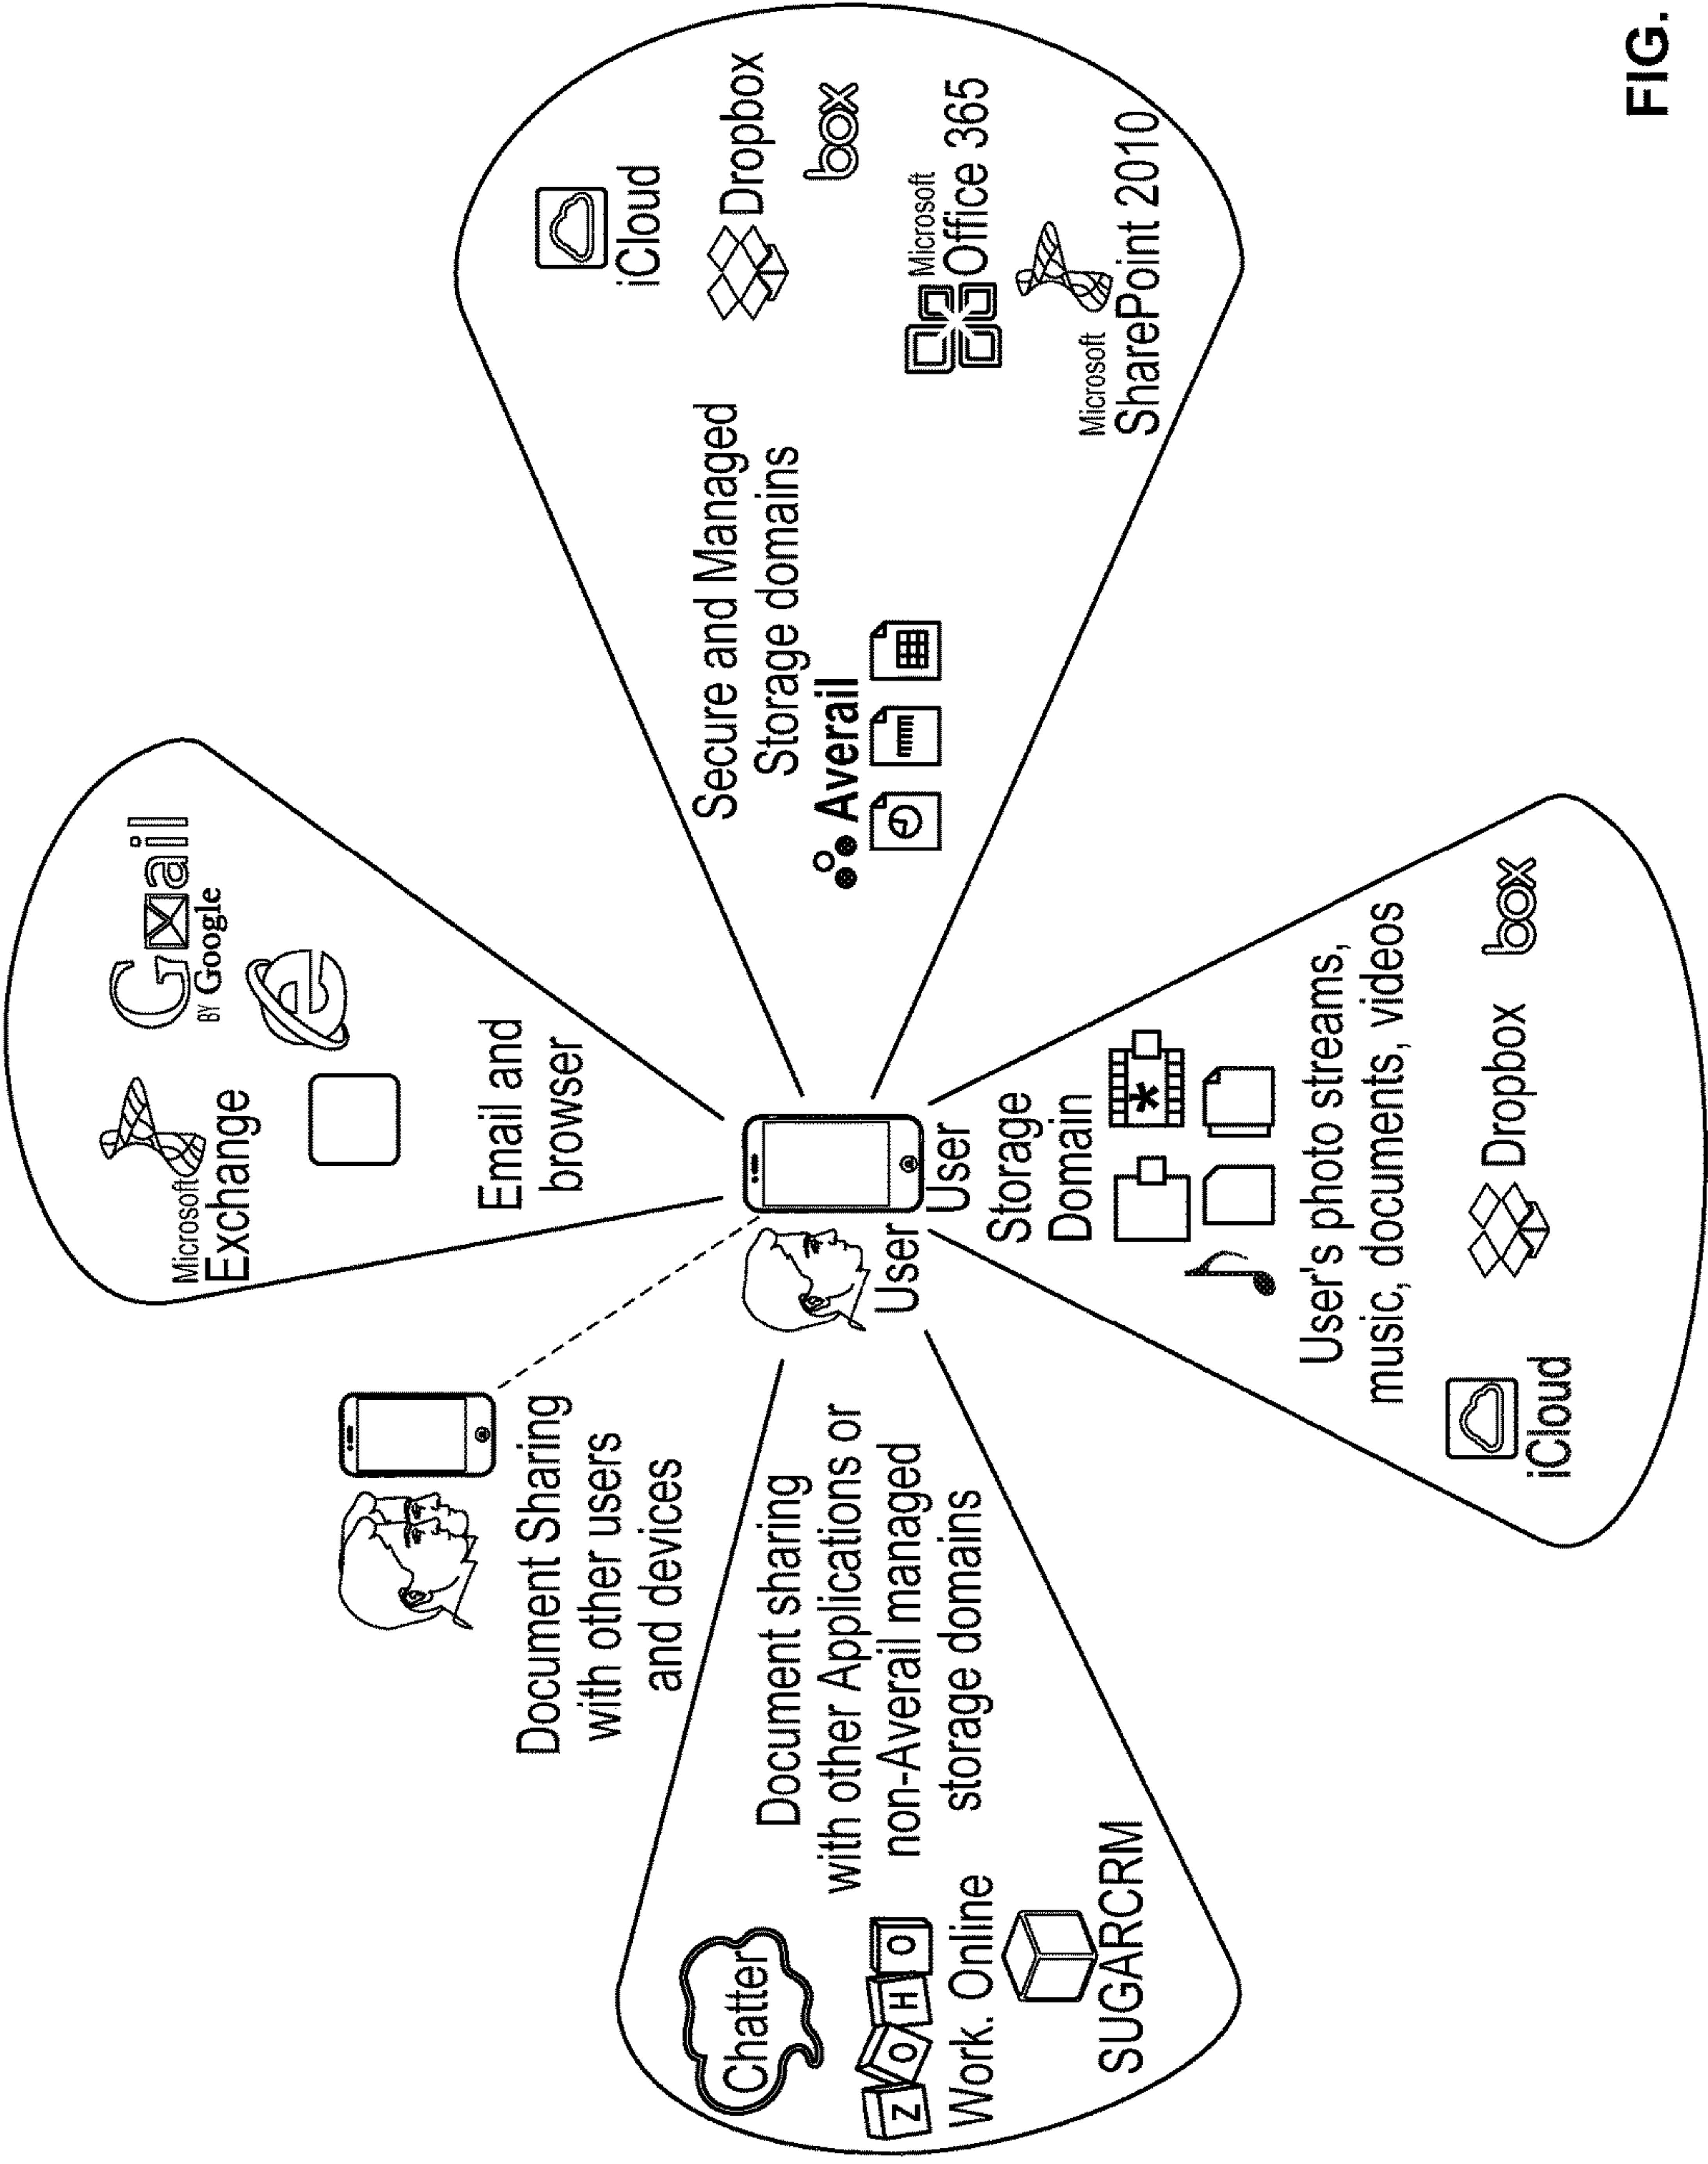 Microsoft
Exchange
Gmail
BY Google
Email and
browser
Document Sharing
with other users
and devices
Chatter
ZOHO
Work. Online
SUGARCRM
Document sharing
with other Applications or
non-Averail managed
storage domains
User
User
Storage
Domain
User's photo streams,
music, documents, videos
iCloud
Dropbox
box
Secure and Managed
Storage domains
Averail
iCloud
Dropbox
box
Microsoft
Office 365
Microsoft
SharePoint 2010
FIG.